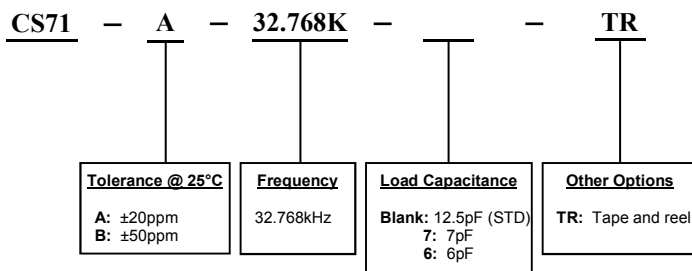 CS71 – A – 32.768K – – TR
Tolerance @ 25°C
A: ±20ppm
B: ±50ppm
Frequency
32.768kHz
Load Capacitance
Blank: 12.5pF (STD)
7: 7pF
6: 6pF
Other Options
TR: Tape and reel